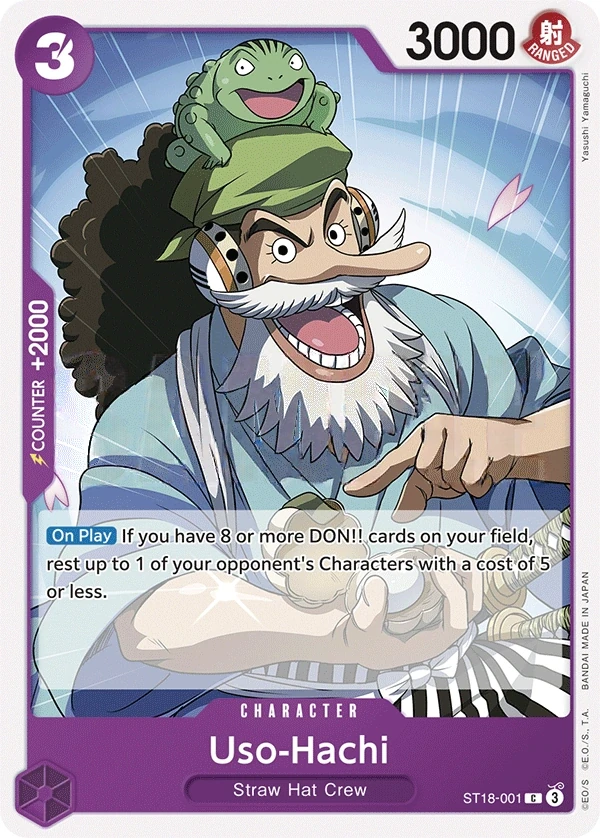 3
3000
射
RANGED
Yasushi Yamaguchi
COUNTER +2000
On Play If you have 8 or more DON!! cards on your field,
rest up to 1 of your opponent's Characters with a cost of 5
or less.
CHARACTER
Uso-Hachi
Straw Hat Crew
ST18-001 C 3
©EO/S ©E.O./S., T.A. BANDAI MADE IN JAPAN